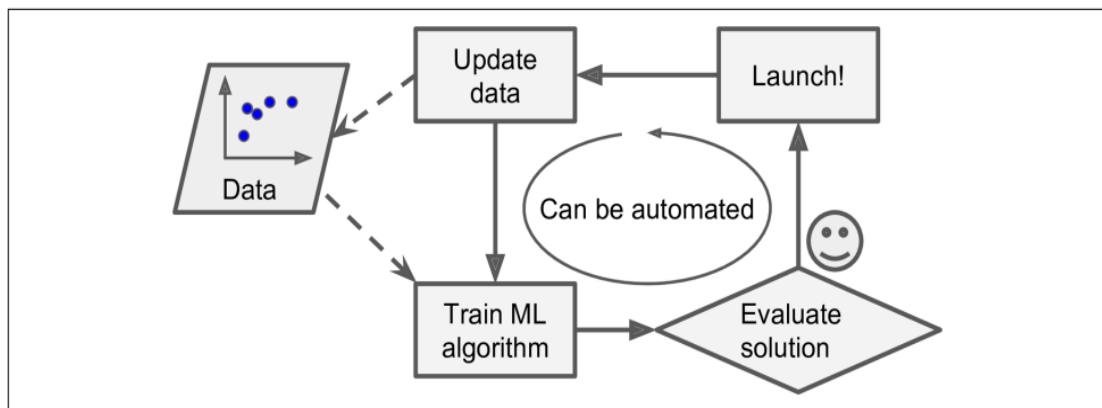 Update
data
Launch!
Data
Can be automated
Train ML
algorithm
Evaluate
solution